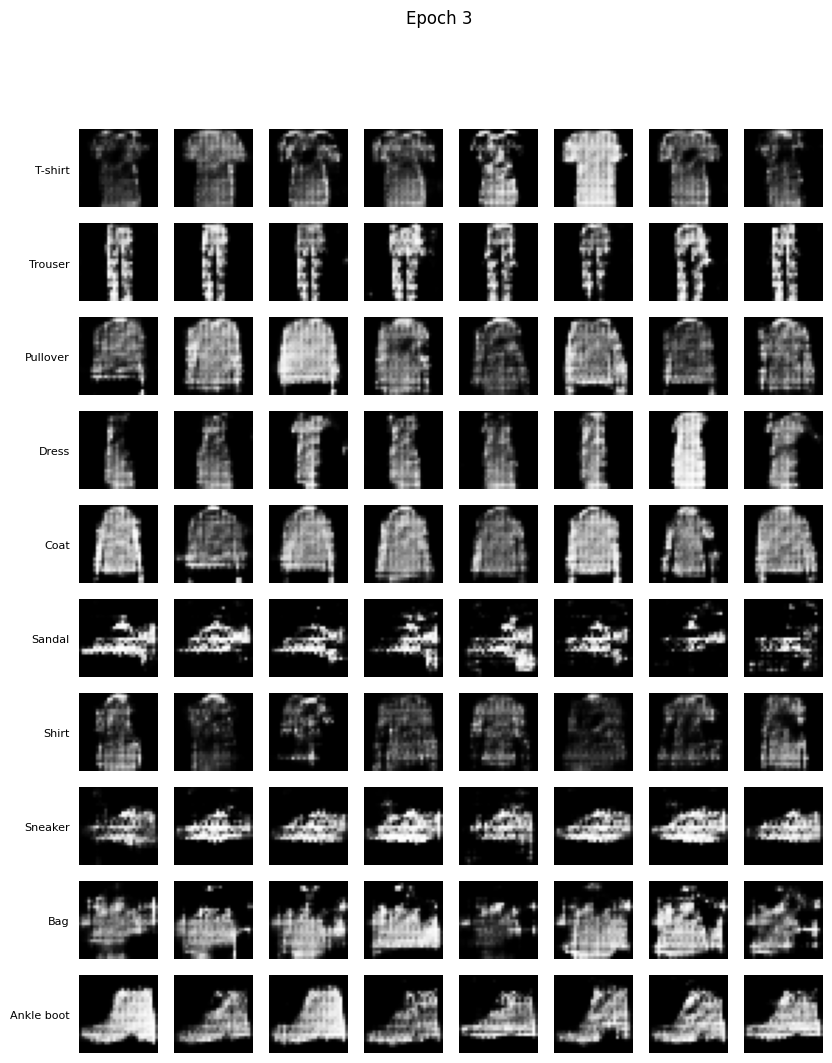 Epoch 3
T-shirt
Trouser
Pullover
Dress
Coat
Sandal
Shirt
Sneaker
Bag
Ankle boot